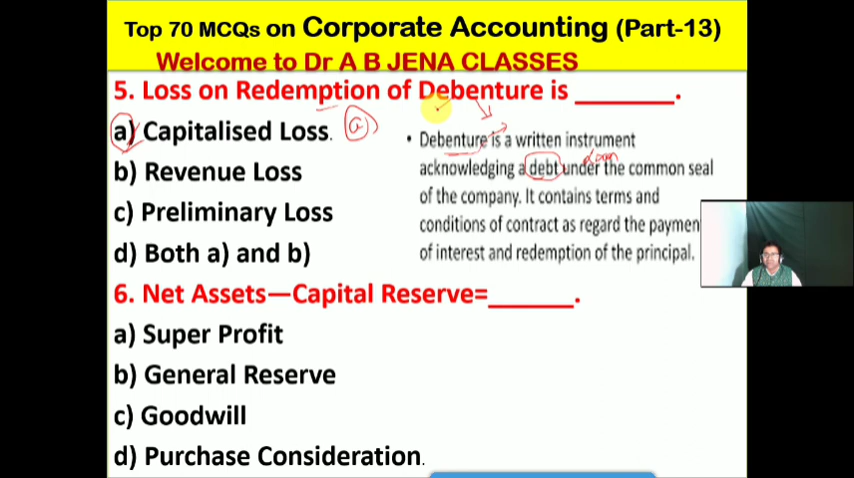 Top 70 MCQs on Corporate Accounting (Part-13)
Welcome to Dr A B JENA CLASSES
5. Loss on Redemption of Debenture is _______.
a) Capitalised Loss. a)
b) Revenue Loss
c) Preliminary Loss
d) Both a) and b)
• Debenture is a written instrument
acknowledging a debt under the common seal
loan
of the company. It contains terms and
conditions of contract as regard the paymen
of interest and redemption of the principal.
6. Net Assets—Capital Reserve=______.
a) Super Profit
b) General Reserve
c) Goodwill
d) Purchase Consideration.